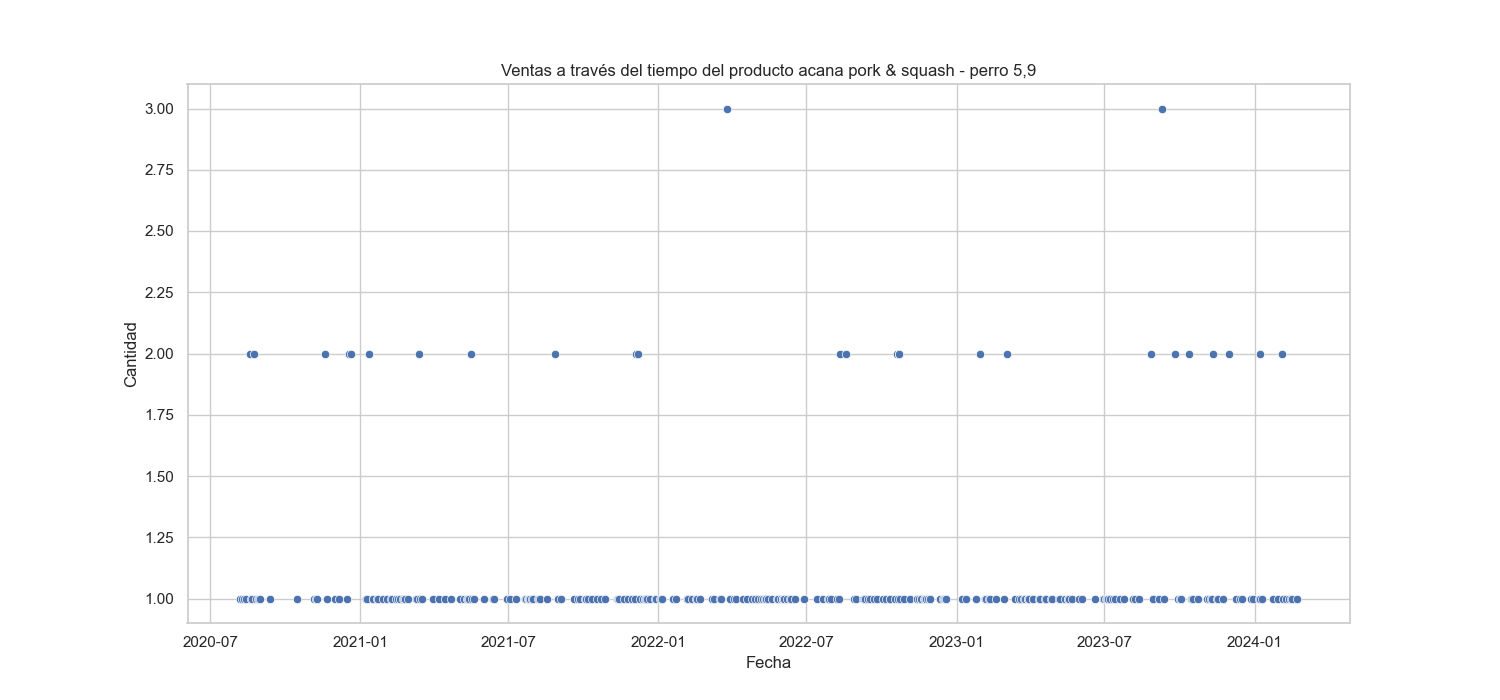 Ventas a través del tiempo del producto acana pork & squash - perro 5,9
3.00
2.75
2.50
2.25
2.00
1.75
1.50
1.25
1.00
Cantidad
2020-07 2021-01 2021-07 2022-01 2022-07 2023-01 2023-07 2024-01
Fecha